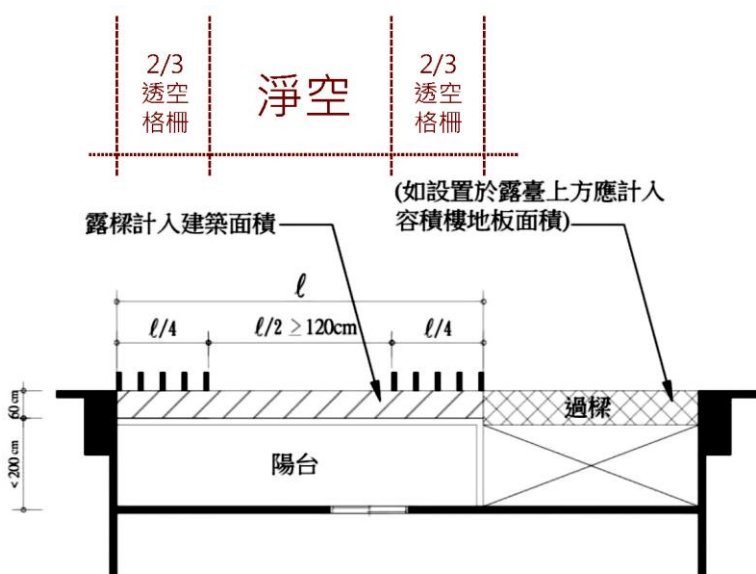 2/3
透空
格柵
淨空
2/3
透空
格柵
露樑計入建築面積
(如設置於露臺上方應計入
容積樓地板面積)
ℓ
ℓ/4
ℓ/2 ≥120cm
ℓ/4
60 cm
過樑
<200 cm
陽台